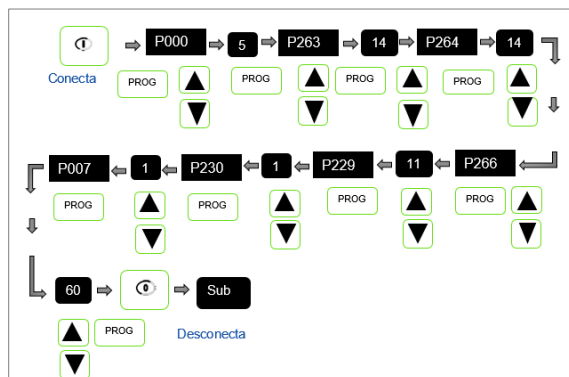 P000 5 P263 14 P264 14
PROG PROG PROG PROG
Conecta
P007 1 P230 1 P229 11 P266
PROG PROG PROG PROG
60 Sub
PROG
Desconecta